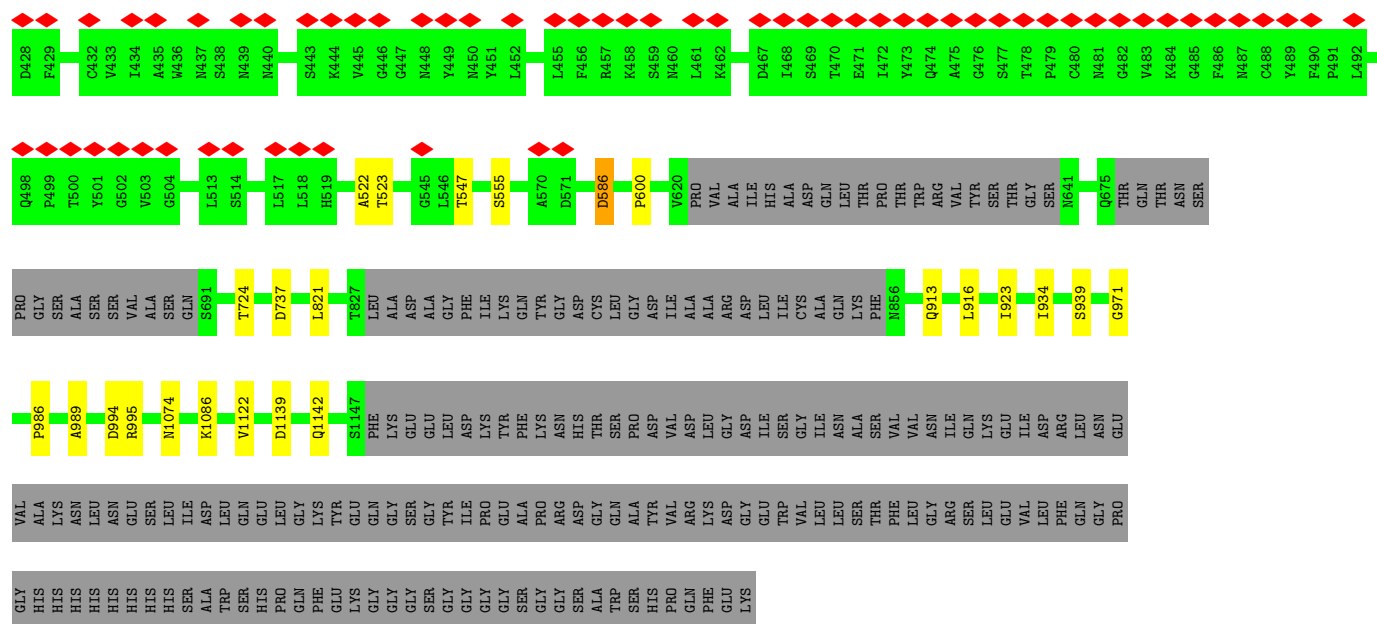 D428 F429 C432 V433 I434 A435 W436 N437 S438 N439 N440 S443 K444 V445 G446 G447 N448 Y449 N450 Y451 L452 L455 F456 R457 K458 S459 N460 L461 K462 D467 I468 S469 T470 E471 I472 Y473 Q474 A475 G476 S477 T478 P479 C480 N481 G482 V483 K484 G485 F486 N487 C488 Y489 F490 P491 L492
Q498 P499 T500 Y501 G502 V503 G504 L513 S514 L517 L518 H519 A522 T523 G545 L546 T547 S555 A570 D571 D586 P600 V620 PRO VAL ALA ILE HIS ALA ASP GLN LEU THR PRO THR TRP ARG VAL TYR SER THR GLY SER N641 Q675 THR GLN THR ASN SER
PRO GLY SER ALA SER SER VAL ALA SER GLN S691 T724 D737 L821 T827 LEU ALA ASP ALA GLY PHE ILE LYS GLN TYR GLY ASP CYS LEU GLY ASP ILE ALA ALA ARG ASP LEU ILE CYS ALA GLN LYS PHE N856 Q913 L916 I923 I934 S939 G971
P986 A989 D994 R995 N1074 K1086 V1122 D1139 Q1142 S1147 PHE LYS GLU GLU LEU ASP LYS TYR PHE LYS ASN HIS THR SER PRO ASP VAL ASP LEU GLY ASP ILE SER GLY ILE ASN ALA SER VAL VAL ASN ILE GLN LYS GLU ILE ASP ARG LEU ASN GLU
VAL ALA LYS ASN LEU ASN GLU SER LEU ILE ASP LEU GLN GLU LEU GLY LYS TYR GLU GLN GLY SER GLY TYR ILE PRO GLU ALA PRO ARG ASP GLY GLN ALA TYR VAL ARG LYS ASP GLY GLU TRP VAL LEU LEU SER THR PHE LEU GLY ARG SER LEU GLU VAL LEU PHE GLN GLY PRO
GLY HIS HIS HIS HIS HIS HIS HIS HIS SER ALA TRP SER HIS PRO GLN PHE GLU LYS GLY GLY GLY SER GLY GLY GLY GLY SER GLY GLY SER ALA TRP SER HIS PRO GLN PHE GLU LYS